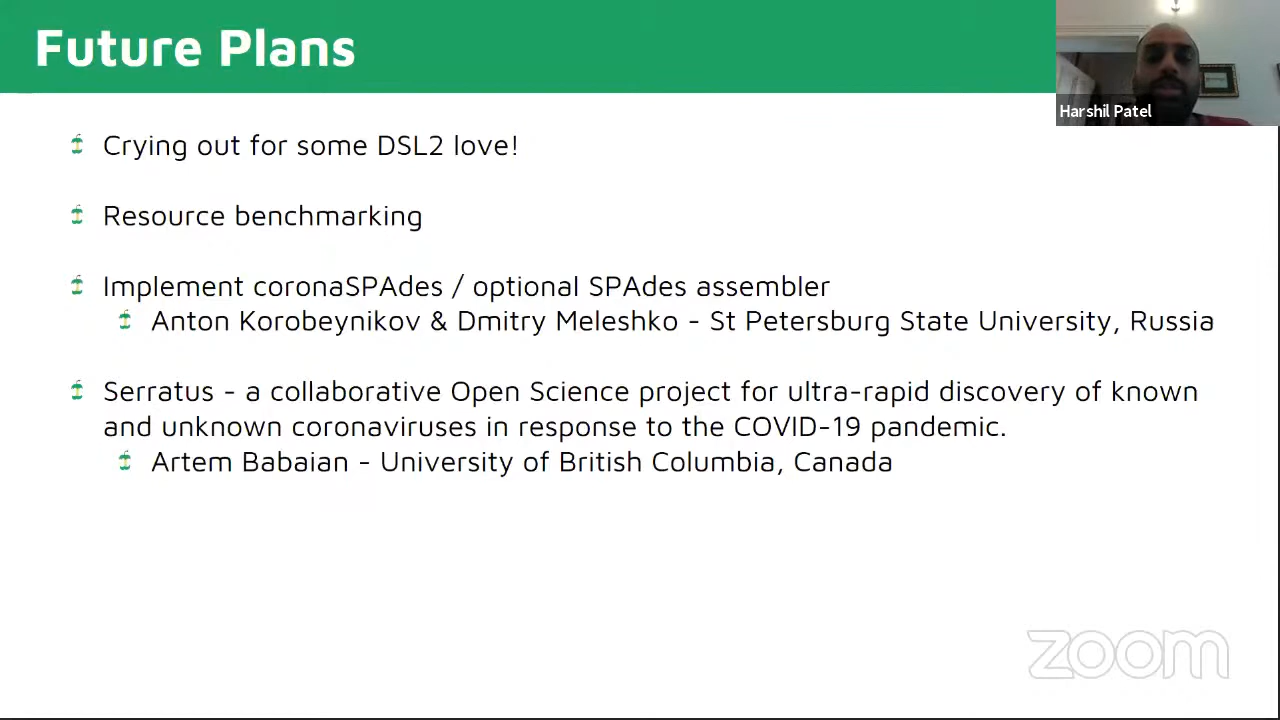 Future Plans
Harshil Patel
Crying out for some DSL2 love!
Resource benchmarking
Implement coronaSPAdes / optional SPAdes assembler
Anton Korobeynikov & Dmitry Meleshko - St Petersburg State University, Russia
Serratus - a collaborative Open Science project for ultra-rapid discovery of known
and unknown coronaviruses in response to the COVID-19 pandemic.
Artem Babaian - University of British Columbia, Canada
zoom